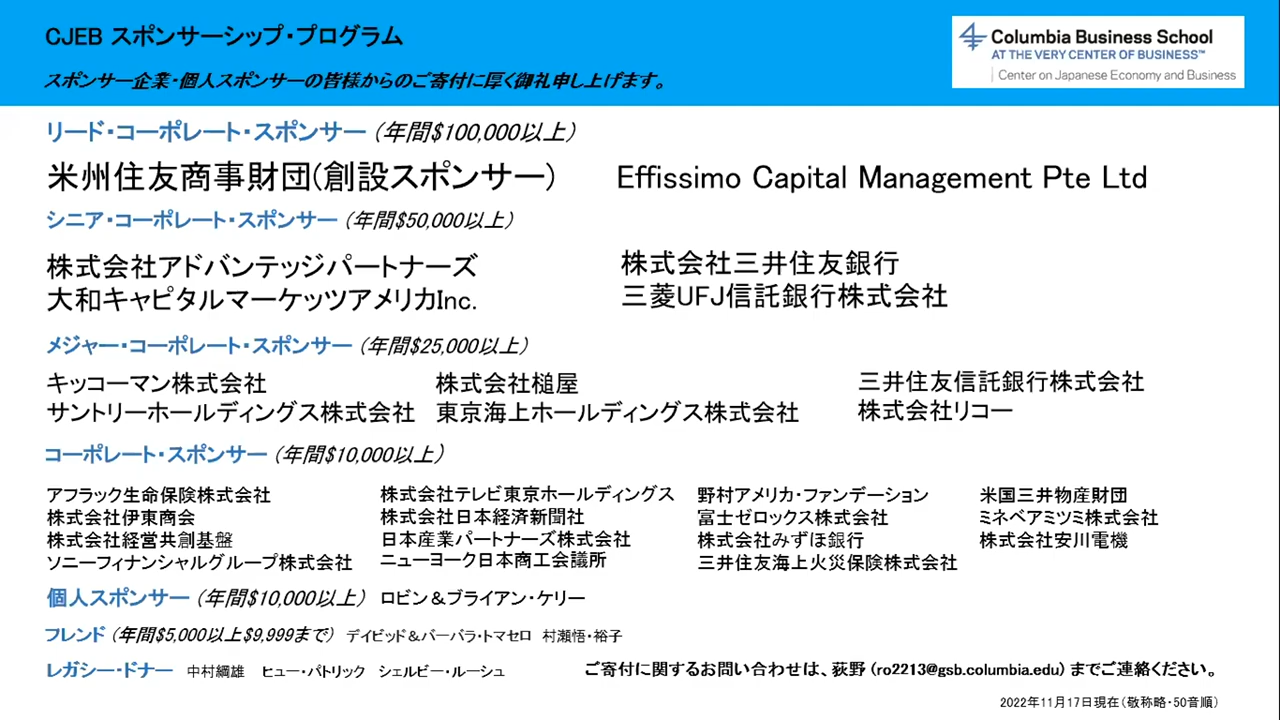 CJEB スポンサーシップ・プログラム
スポンサー企業・個人スポンサーの皆様からのご寄付に厚く御礼申し上げます。
Columbia Business School
AT THE VERY CENTER OF BUSINESS™
Center on Japanese Economy and Business
リード・コーポレート・スポンサー (年間$100,000以上)
米州住友商事財団(創設スポンサー) Effissimo Capital Management Pte Ltd
シニア・コーポレート・スポンサー (年間$50,000以上)
株式会社アドバンテッジパートナーズ 株式会社三井住友銀行
大和キャピタルマーケッツアメリカInc. 三菱UFJ信託銀行株式会社
メジャー・コーポレート・スポンサー (年間$25,000以上)
キッコーマン株式会社 株式会社槌屋 三井住友信託銀行株式会社
サントリーホールディングス株式会社 東京海上ホールディングス株式会社 株式会社リコー
コーポレート・スポンサー (年間$10,000以上)
アフラック生命保険株式会社 株式会社テレビ東京ホールディングス 野村アメリカ・ファンデーション 米国三井物産財団
株式会社伊東商会 株式会社日本経済新聞社 富士ゼロックス株式会社 ミネベアミツミ株式会社
株式会社経営共創基盤 日本産業パートナーズ株式会社 株式会社みずほ銀行 株式会社安川電機
ソニーフィナンシャルグループ株式会社 ニューヨーク日本商工会議所 三井住友海上火災保険株式会社
個人スポンサー (年間$10,000以上) ロビン＆ブライアン・ケリー
フレンド (年間$5,000以上$9,999まで) デイビッド＆バーバラ・トマセロ 村瀬悟・裕子
レガシー・ドナー 中村綱雄 ヒュー・パトリック シェルビー・ルーシュ ご寄付に関するお問い合わせは、荻野 (ro2213@gsb.columbia.edu) までご連絡ください。
2022年11月17日現在（敬称略・50音順）